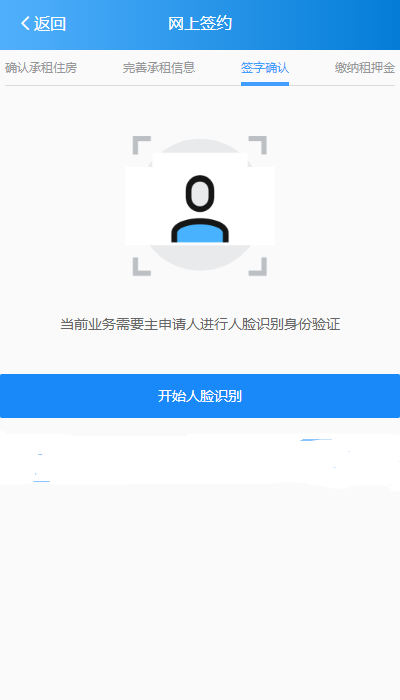 返回
网上签约
确认承租住房 完善承租信息 签字确认 缴纳租押金
当前业务需要主申请人进行人脸识别身份验证
开始人脸识别